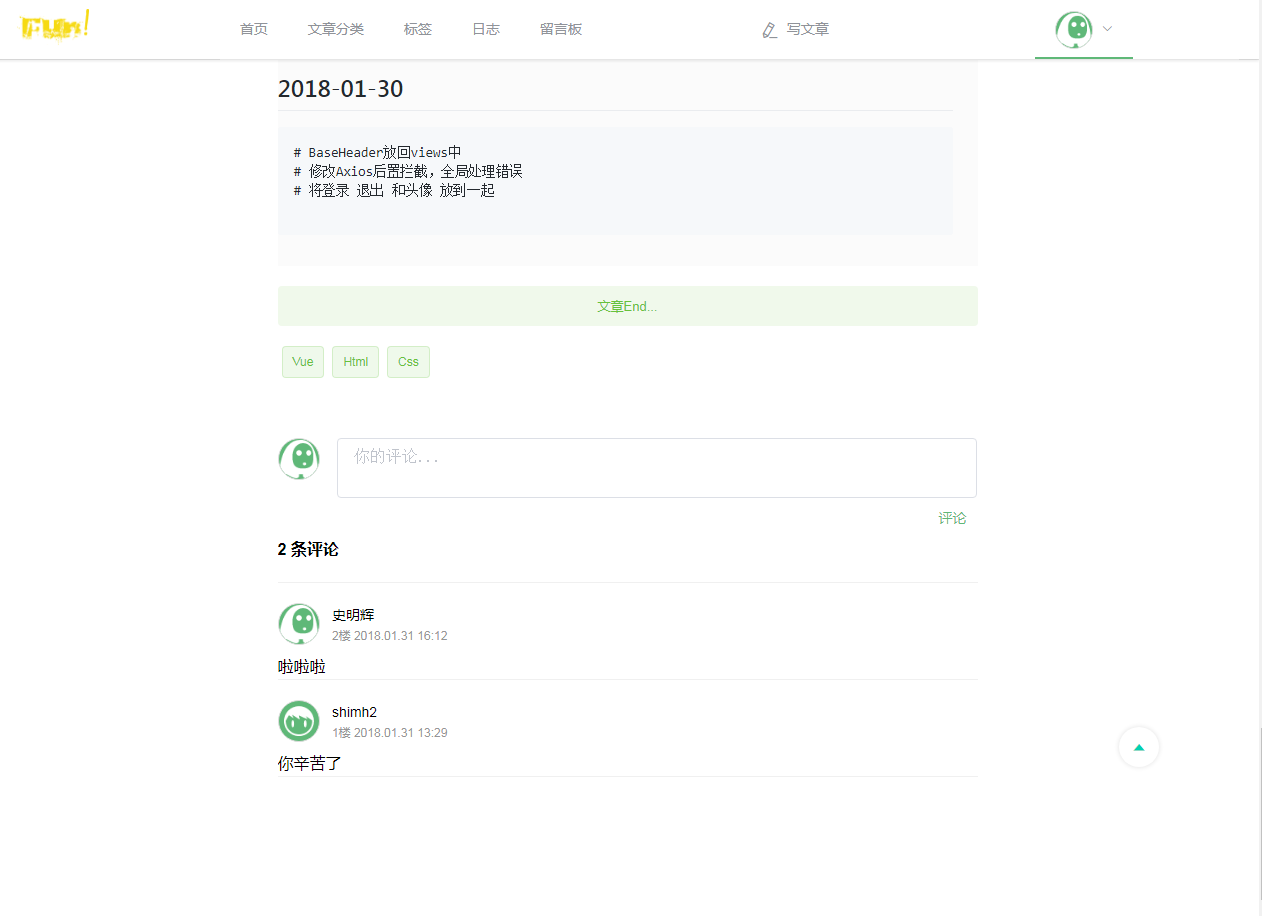 Fun!
首页 文章分类 标签 日志 留言板 写文章
2018-01-30
# BaseHeader放回views中
# 修改Axios后置拦截，全局处理错误
# 将登录 退出 和头像 放到一起
文章End...
Vue Html Css
你的评论...
评论
2 条评论
史明辉
2楼 2018.01.31 16:12
啦啦啦
shimh2
1楼 2018.01.31 13:29
你辛苦了